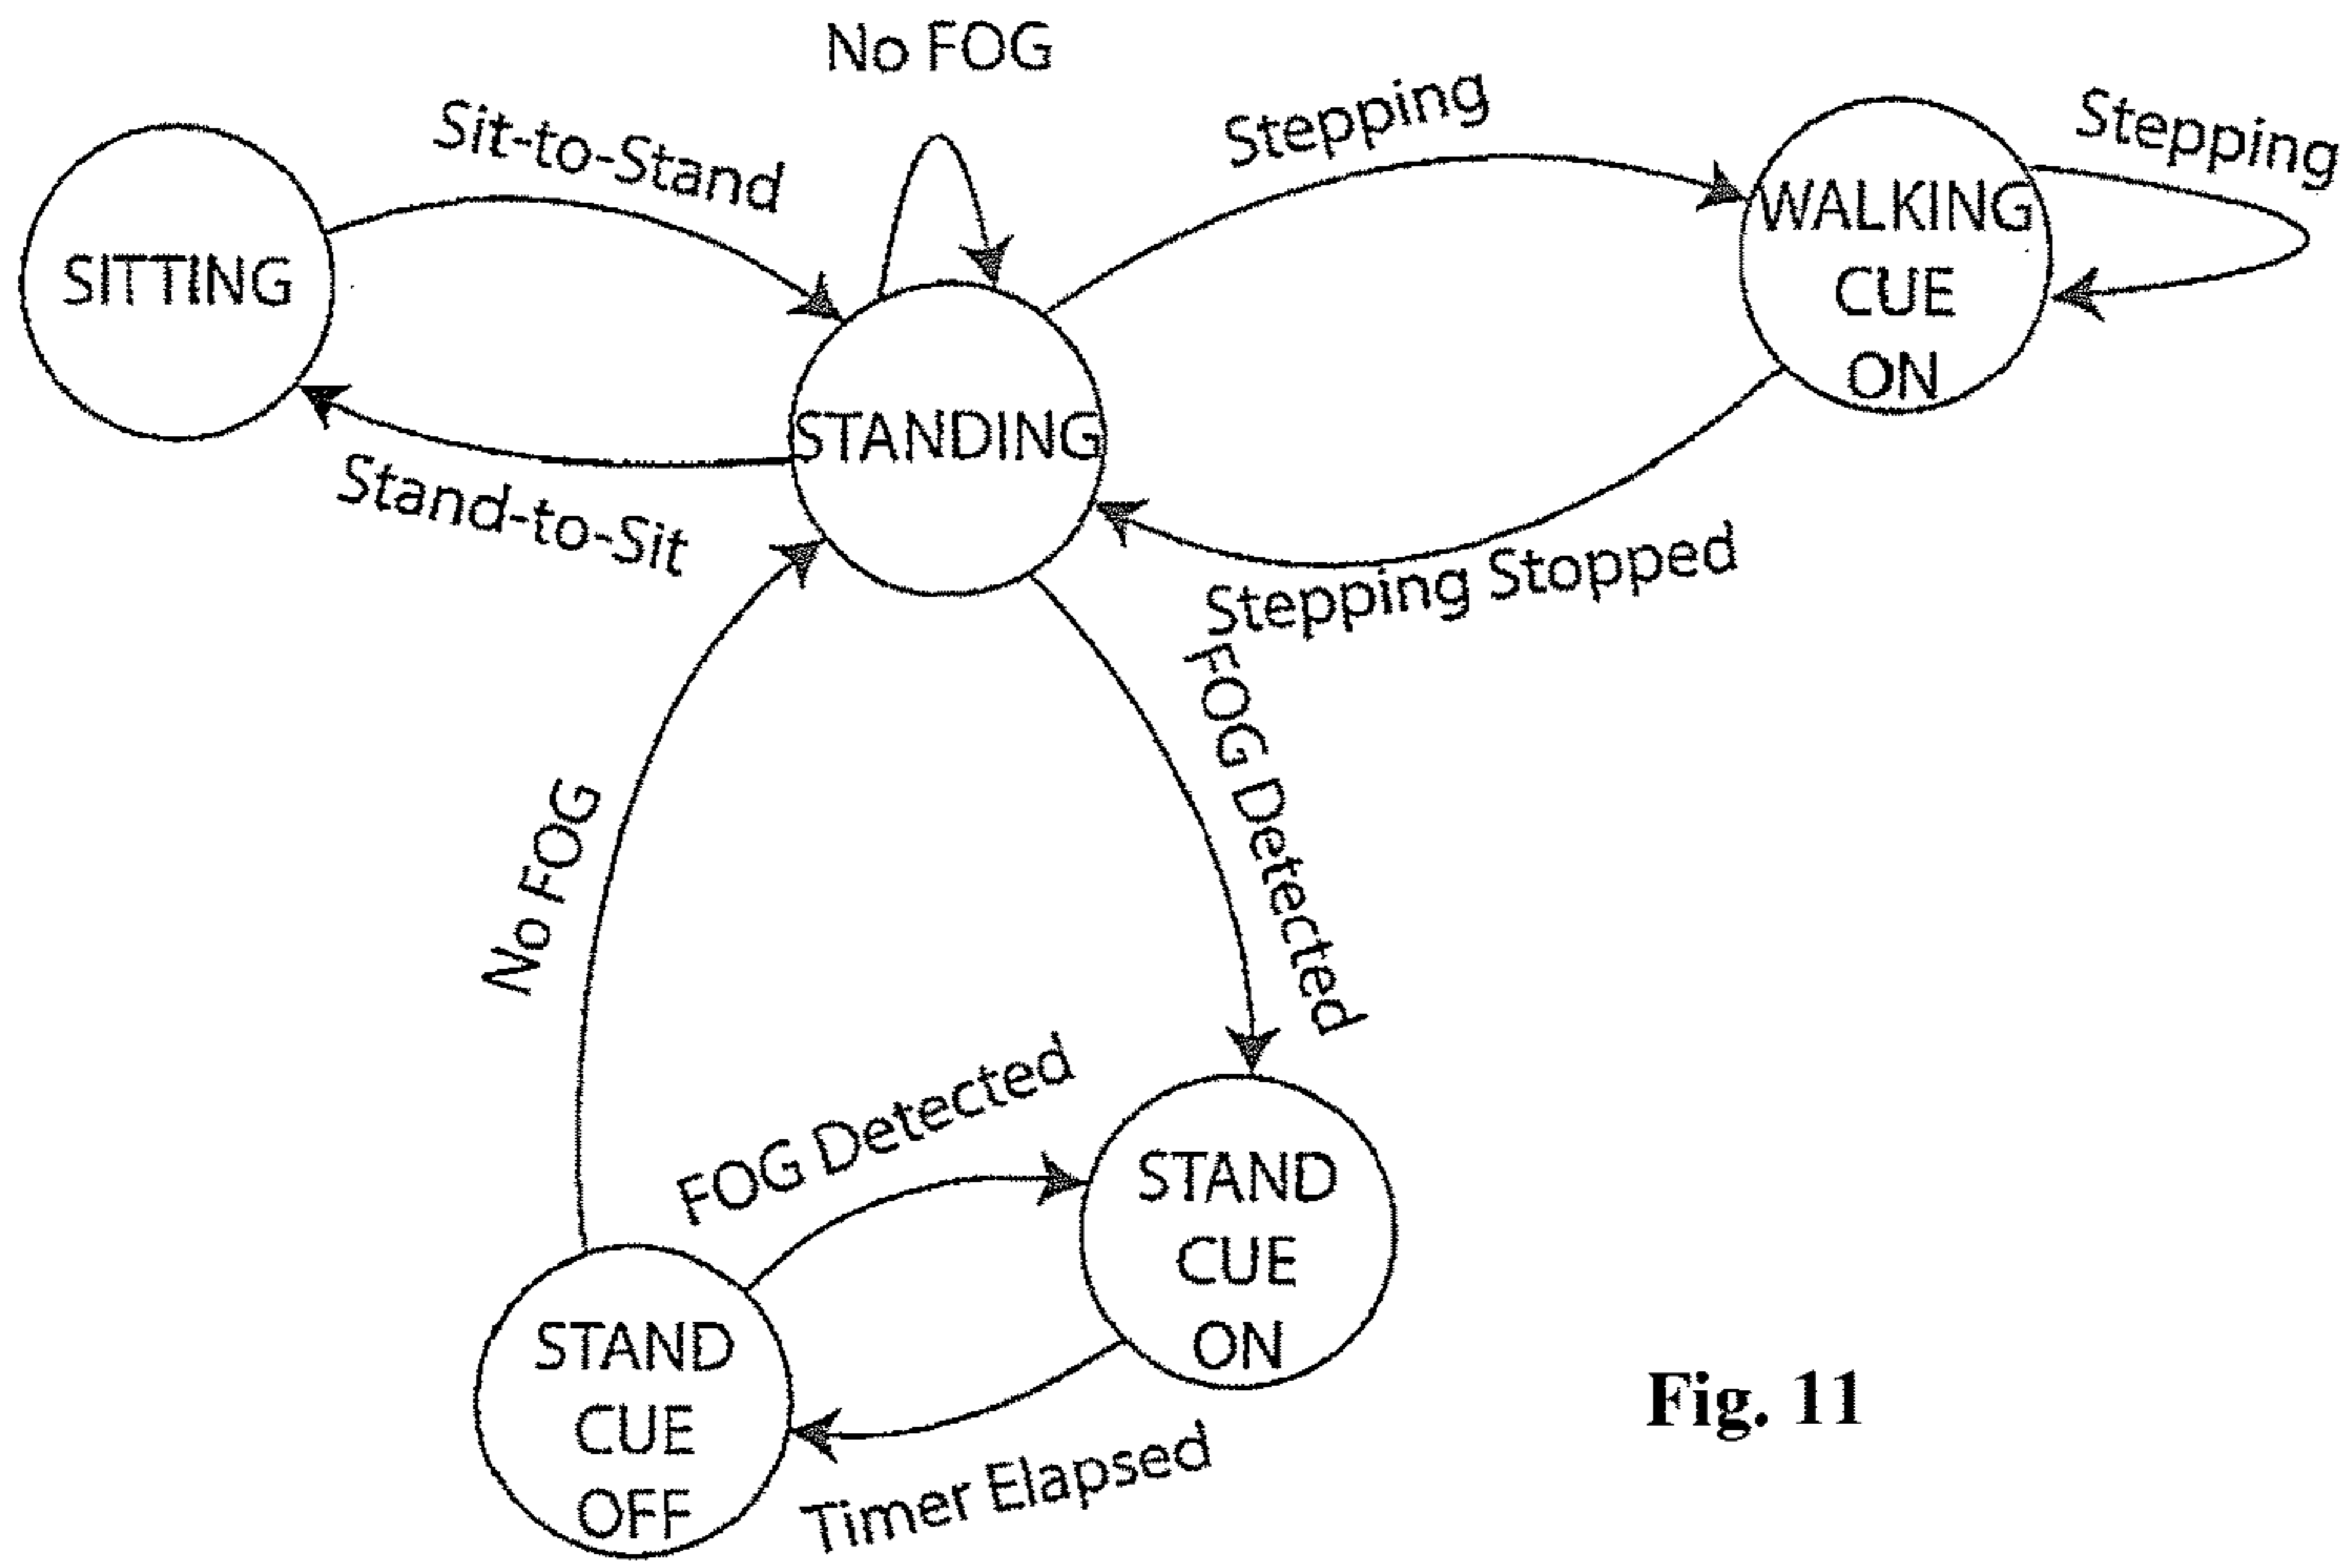 No FOG
Sit-to-Stand
Stepping
Stepping
SITTING
WALKING
CUE
ON
STANDING
Stand-to-Sit
Stepping Stopped
FOG Detected
No FOG
FOG Detected
STAND
CUE
ON
STAND
CUE
OFF
Timer Elapsed
Fig. 11